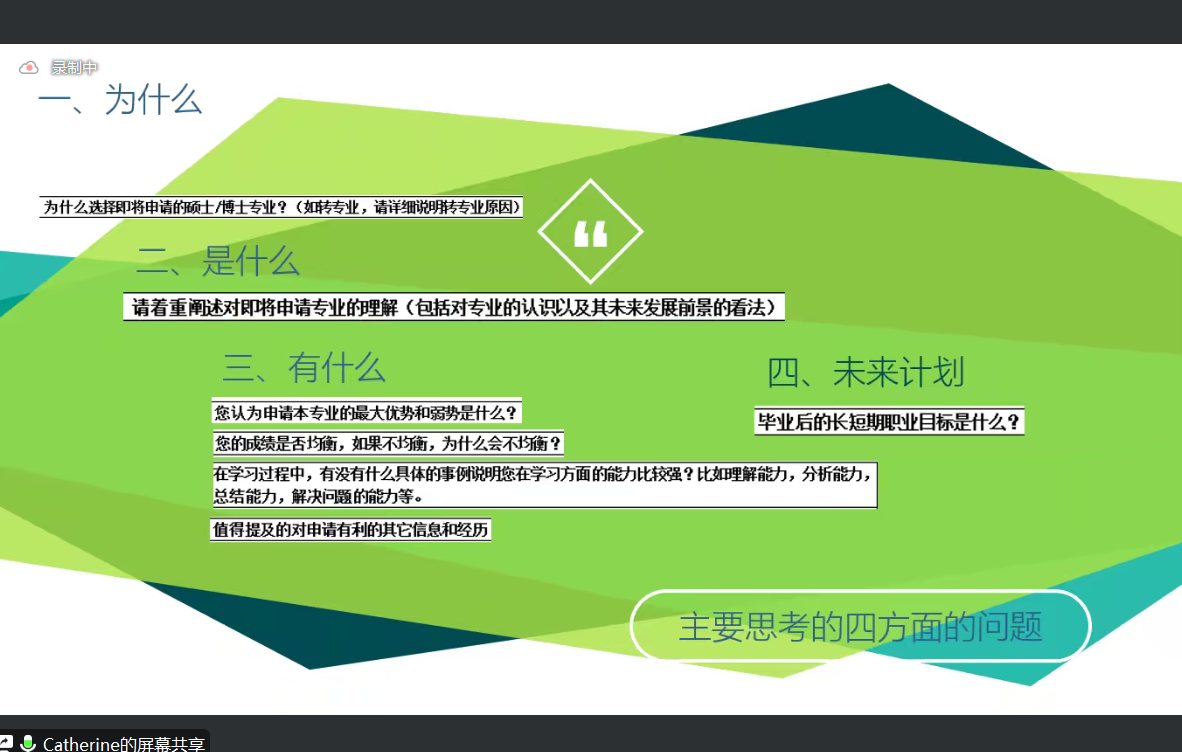 录制中
一、为什么
为什么选择即将申请的硕士/博士专业？（如转专业，请详细说明转专业原因）
“
二、是什么
请着重阐述对即将申请专业的理解（包括对专业的认识以及其未来发展前景的看法）
三、有什么
您认为申请本专业的最大优势和弱势是什么？
您的成绩是否均衡，如果不均衡，为什么会不均衡？
在学习过程中，有没有什么具体的事例说明您在学习方面的能力比较强？比如理解能力，分析能力，
总结能力，解决问题的能力等。
值得提及的对申请有利的其它信息和经历
四、未来计划
毕业后的长短期职业目标是什么？
主要思考的四方面的问题
Catherine的屏幕共享